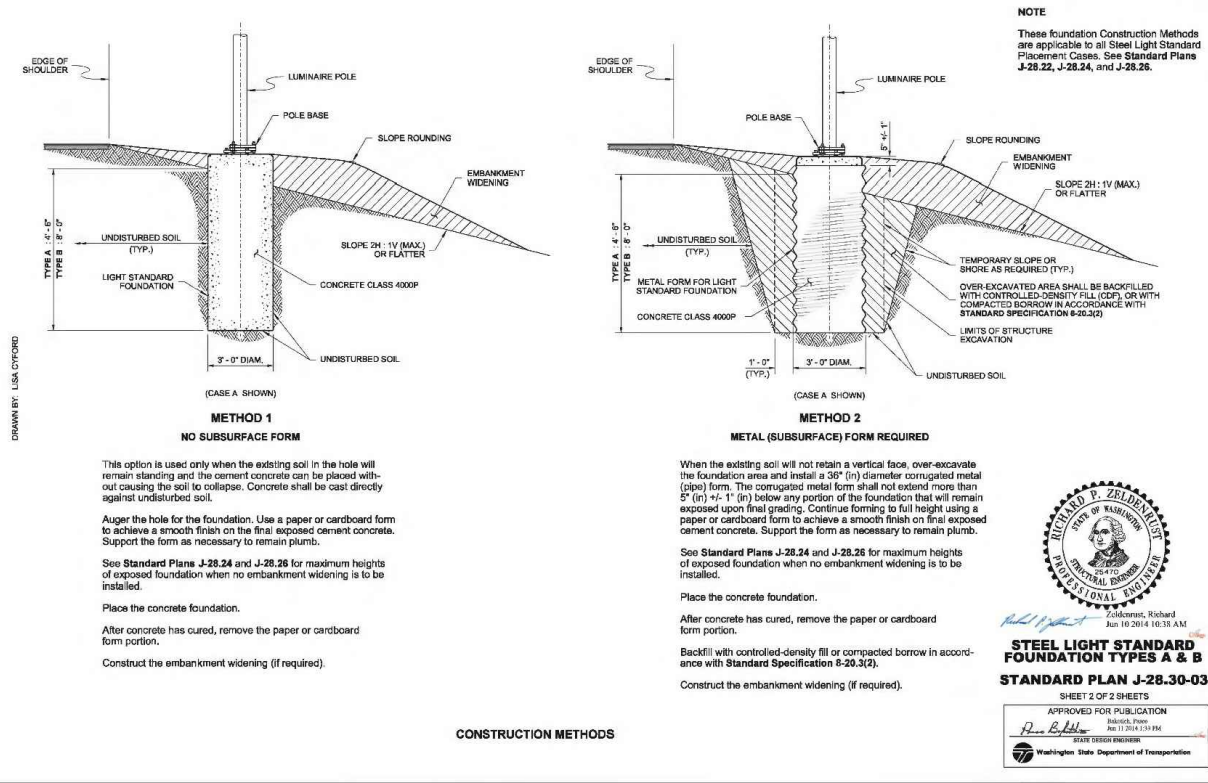 NOTE
These foundation Construction Methods
are applicable to all Steel Light Standard
Placement Cases. See Standard Plans
J-28.22, J-28.24, and J-28.26.
EDGE OF
SHOULDER
LUMINAIRE POLE
POLE BASE
SLOPE ROUNDING
EMBANKMENT
WIDENING
TYPE A : 4' - 6"
TYPE B : 8' - 0"
UNDISTURBED SOIL
(TYP.)
SLOPE 2H : 1V (MAX.)
OR FLATTER
LIGHT STANDARD
FOUNDATION
CONCRETE CLASS 4000P
3' - 0" DIAM.
UNDISTURBED SOIL
(CASE A SHOWN)
METHOD 1
NO SUBSURFACE FORM
This option is used only when the existing soil in the hole will
remain standing and the cement concrete can be placed with-
out causing the soil to collapse. Concrete shall be cast directly
against undisturbed soil.
Auger the hole for the foundation. Use a paper or cardboard form
to achieve a smooth finish on the final exposed cement concrete.
Support the form as necessary to remain plumb.
See Standard Plans J-28.24 and J-28.26 for maximum heights
of exposed foundation when no embankment widening is to be
installed.
Place the concrete foundation.
After concrete has cured, remove the paper or cardboard
form portion.
Construct the embankment widening (if required).
EDGE OF
SHOULDER
LUMINAIRE POLE
POLE BASE
5" +/- 1"
SLOPE ROUNDING
EMBANKMENT
WIDENING
SLOPE 2H : 1V (MAX.)
OR FLATTER
TYPE A : 4' - 6"
TYPE B : 8' - 0"
UNDISTURBED SOIL
(TYP.)
METAL FORM FOR LIGHT
STANDARD FOUNDATION
CONCRETE CLASS 4000P
TEMPORARY SLOPE OR
SHORE AS REQUIRED (TYP.)
OVER-EXCAVATED AREA SHALL BE BACKFILLED
WITH CONTROLLED-DENSITY FILL (CDF), OR WITH
COMPACTED BORROW IN ACCORDANCE WITH
STANDARD SPECIFICATION 8-20.3(2)
LIMITS OF STRUCTURE
EXCAVATION
1' - 0"
(TYP.)
3' - 0" DIAM.
UNDISTURBED SOIL
(CASE A SHOWN)
METHOD 2
METAL (SUBSURFACE) FORM REQUIRED
When the existing soil will not retain a vertical face, over-excavate
the foundation area and install a 36" (in) diameter corrugated metal
(pipe) form. The corrugated metal form shall not extend more than
5" (in) +/- 1" (in) below any portion of the foundation that will remain
exposed upon final grading. Continue forming to full height using a
paper or cardboard form to achieve a smooth finish on final exposed
cement concrete. Support the form as necessary to remain plumb.
See Standard Plans J-28.24 and J-28.26 for maximum heights
of exposed foundation when no embankment widening is to be
installed.
Place the concrete foundation.
After concrete has cured, remove the paper or cardboard
form portion.
Backfill with controlled-density fill or compacted borrow in accord-
ance with Standard Specification 8-20.3(2).
Construct the embankment widening (if required).
CONSTRUCTION METHODS
DRAWN BY: LISA CYFORD
RICHARD P. ZELDENRUST
STATE OF WASHINGTON
25470
STRUCTURAL ENGINEER
PROFESSIONAL ENGINEER
Zeldenrust, Richard
Jun 10 2014 10:38 AM
STEEL LIGHT STANDARD
FOUNDATION TYPES A & B
STANDARD PLAN J-28.30-03
SHEET 2 OF 2 SHEETS
APPROVED FOR PUBLICATION
Bakotich, Pasco
Jun 11 2014 1:33 PM
STATE DESIGN ENGINEER
Washington State Department of Transportation